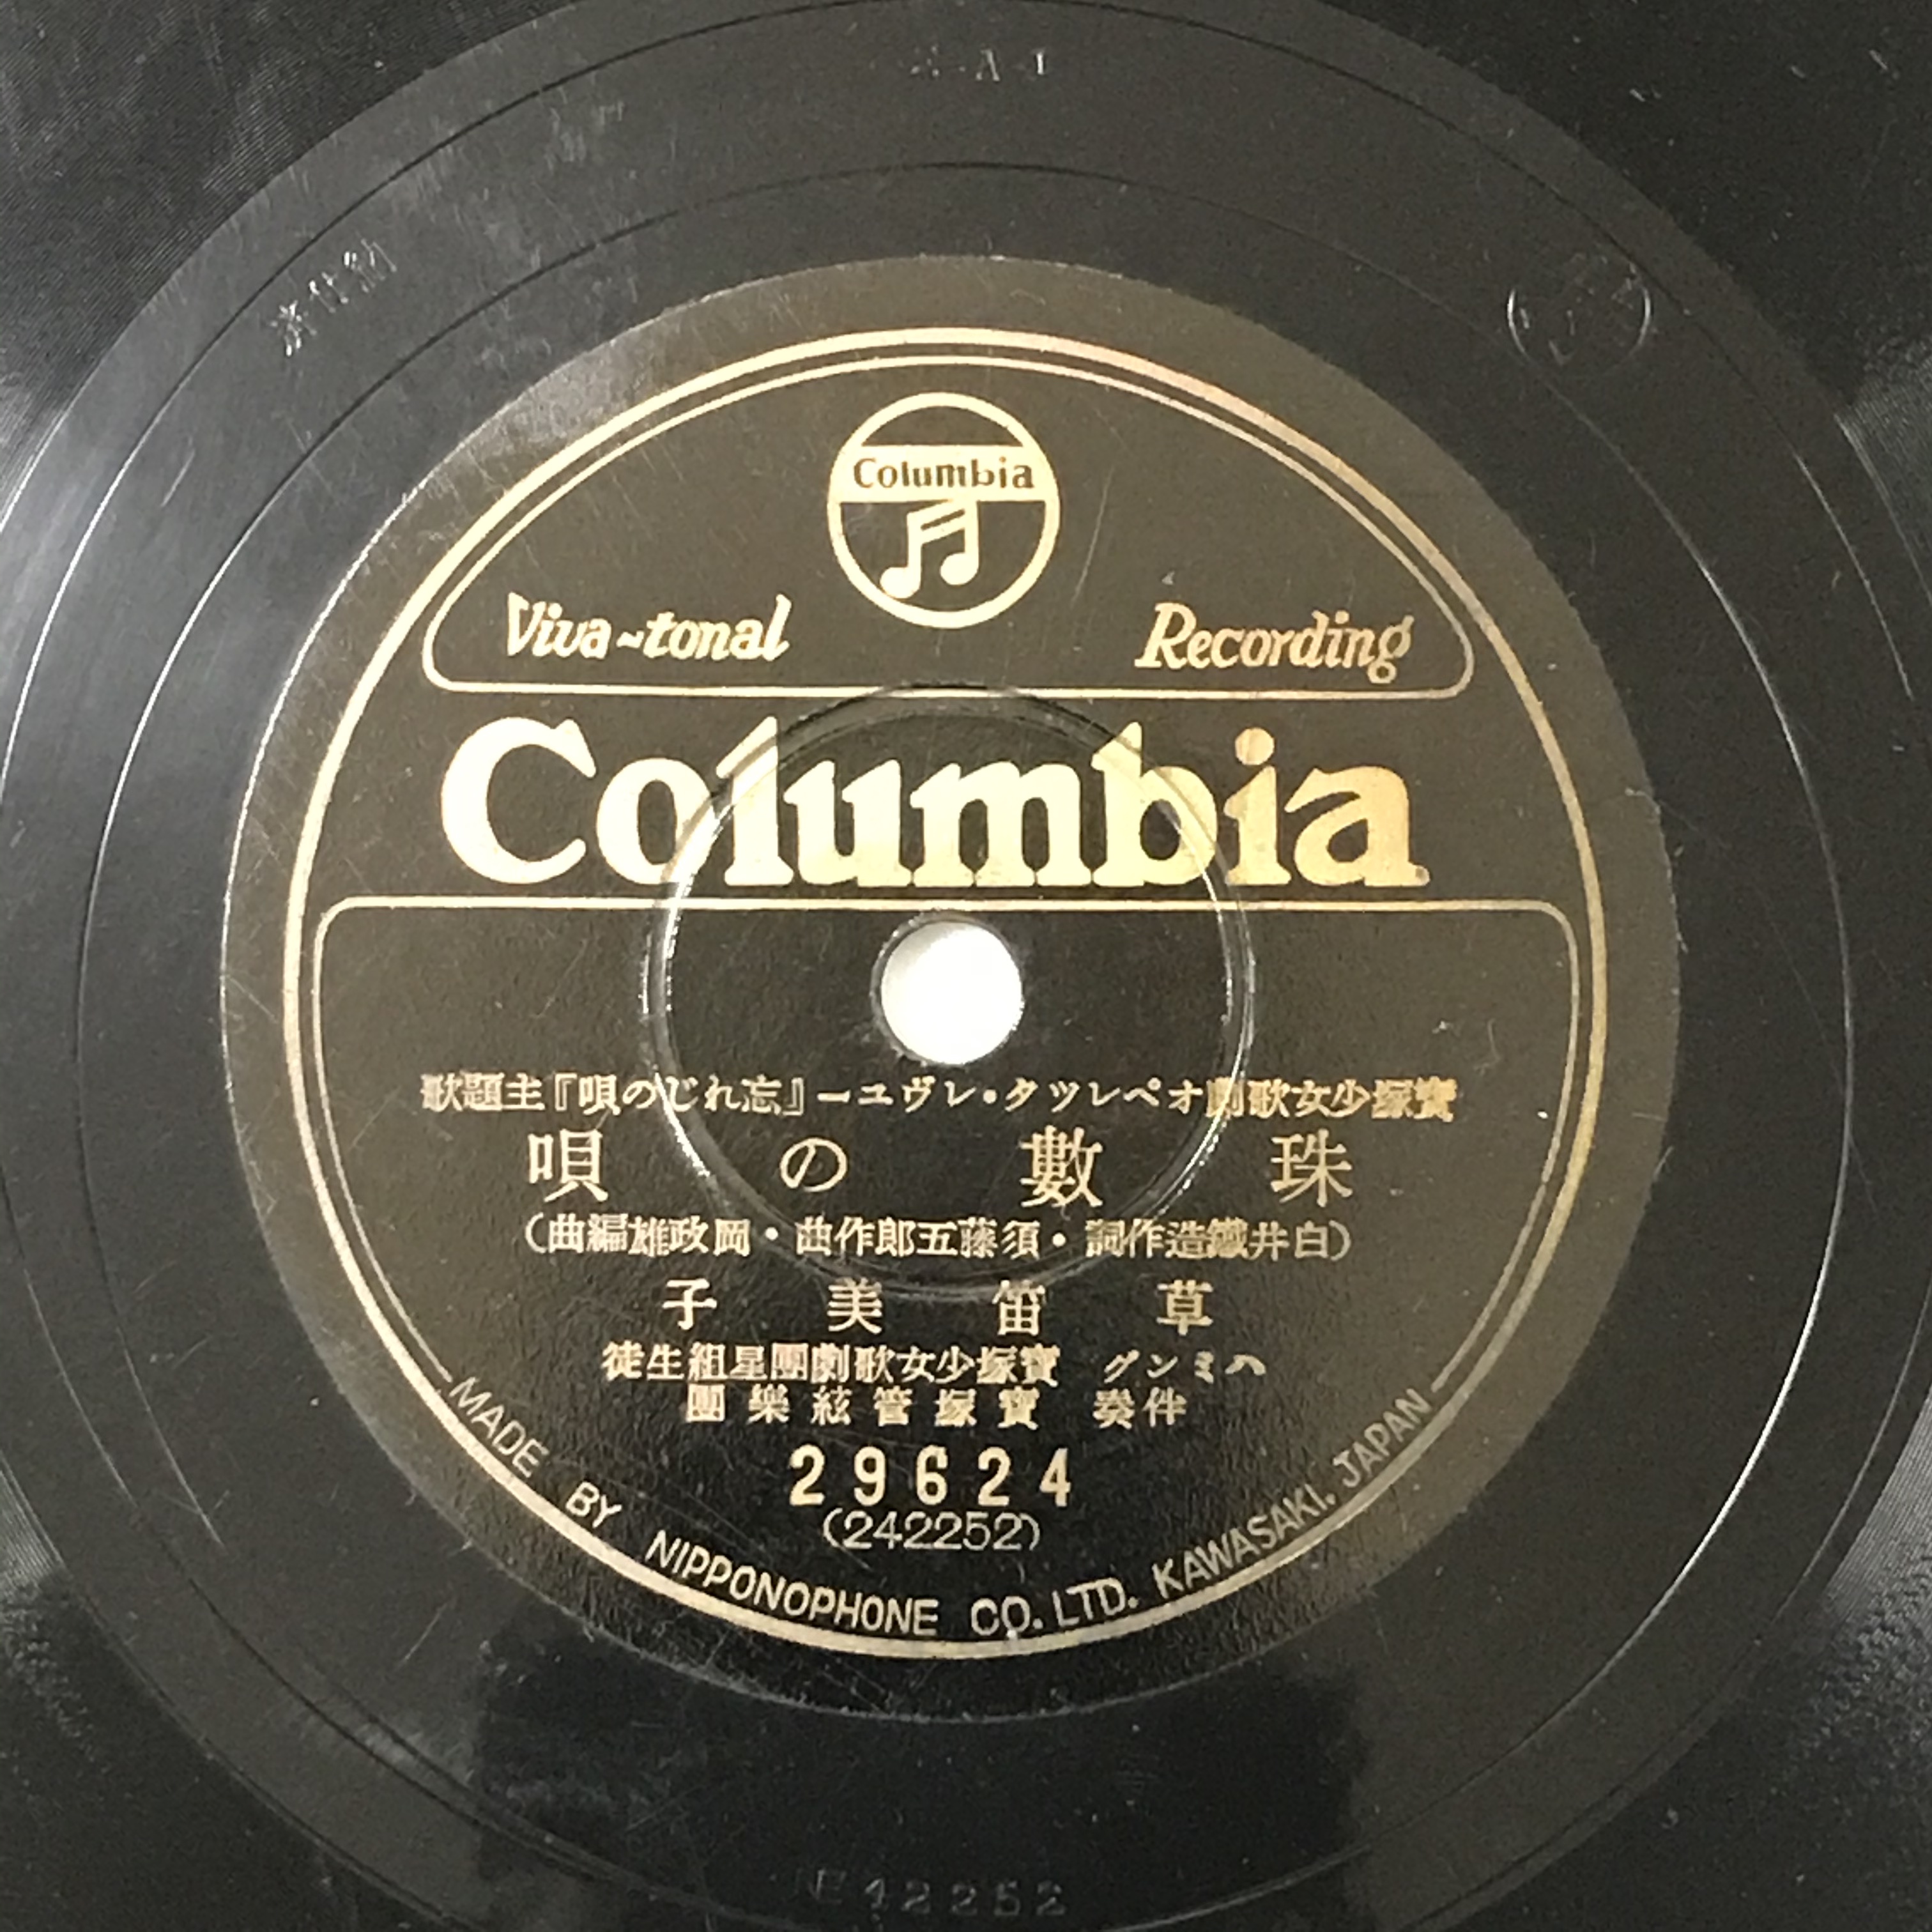 Columbia
Viva-tonal Recording
Columbia
寶塚少女歌劇オペレツタ・レヴユー『忘れじの唄』主題歌
珠數の唄
(白井鐵造作詞・須藤五郎作曲・岡政雄編曲)
草笛美子
ハミング 寶塚少女歌劇團星組生徒
伴奏 寶塚管絃樂團
29624
(242252)
MADE BY NIPPONOPHONE CO. LTD. KAWASAKI, JAPAN
42252